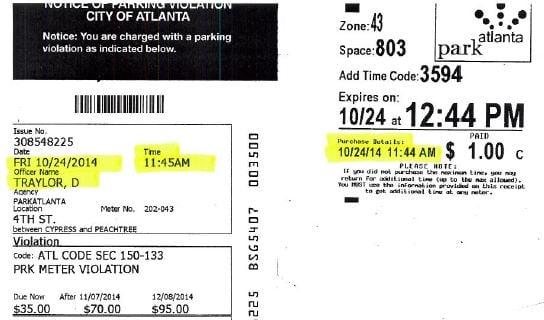 NOTICE OF PARKING VIOLATION
CITY OF ATLANTA
Notice: You are charged with a parking
violation as indicated below.
Issue No.
308548225
Date Time
FRI 10/24/2014 11:45AM
Officer Name
TRAYLOR, D
Agency
PARKATLANTA
Location Meter No. 202-043
4TH ST.
between CYPRESS and PEACHTREE
Violation
Code: ATL CODE SEC 150-133
PRK METER VIOLATION
Due Now After 11/07/2014 12/08/2014
$35.00 $70.00 $95.00
003500
BSG5407
225
Zone:43
Space:803
park atlanta
Add Time Code:3594
Expires on:
10/24 at 12:44 PM
Purchase Details: PAID
10/24/14 11:44 AM $ 1.00 C
PLEASE NOTE:
If you did not purchase the maximum time, you may
return for additional time (up to the max allowed).
You MUST use the information provided on this receipt
to get additional time at any meter.